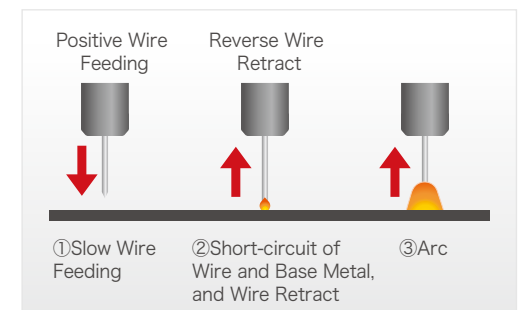 Positive Wire
Feeding
Reverse Wire
Retract
①Slow Wire
Feeding
②Short-circuit of
Wire and Base Metal,
and Wire Retract
③Arc